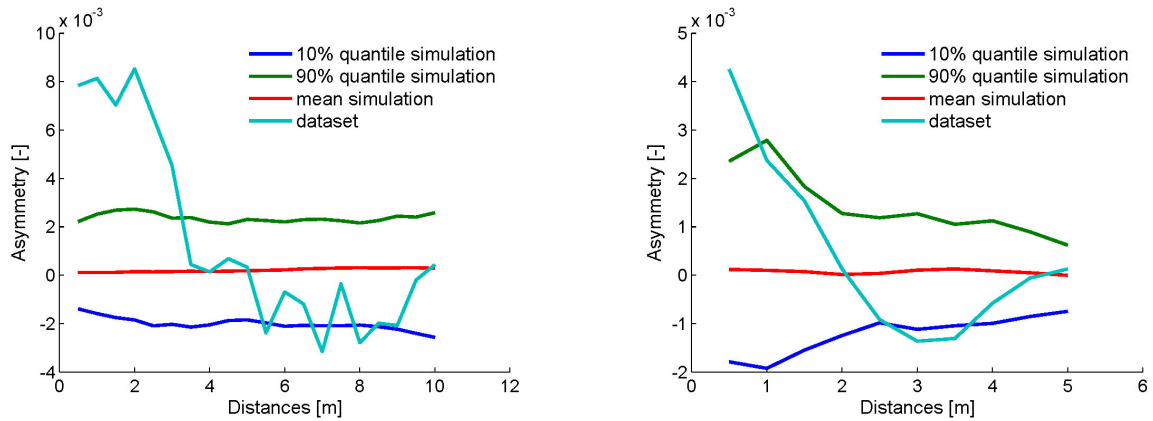 x 10⁻³
10
8
6
4
2
0
-2
-4
Asymmetry [-]
0 2 4 6 8 10 12
Distances [m]
10% quantile simulation
90% quantile simulation
mean simulation
dataset
x 10⁻³
5
4
3
2
1
0
-1
-2
Asymmetry [-]
0 1 2 3 4 5 6
Distances [m]
10% quantile simulation
90% quantile simulation
mean simulation
dataset